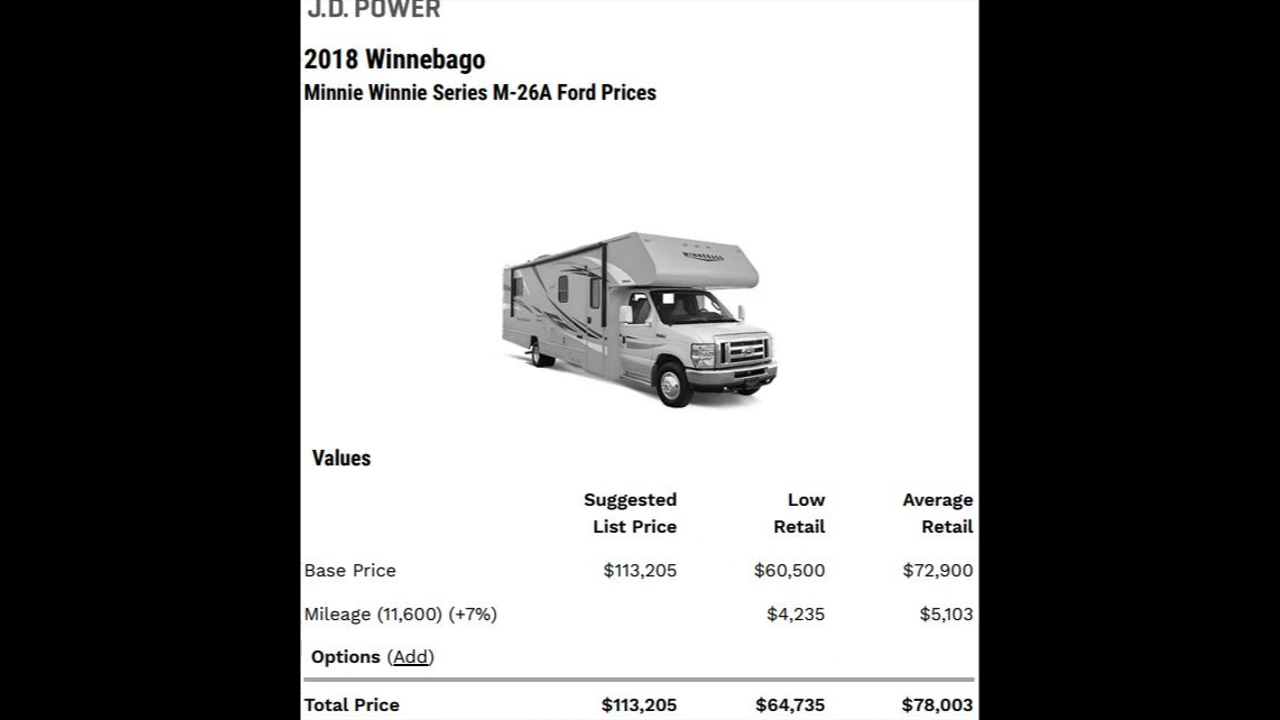 J.D. POWER
2018 Winnebago
Minnie Winnie Series M-26A Ford Prices
WINNEBAGO
Values
Suggested List Price Low Retail Average Retail
Base Price $113,205 $60,500 $72,900
Mileage (11,600) (+7%) $4,235 $5,103
Options (Add)
Total Price $113,205 $64,735 $78,003